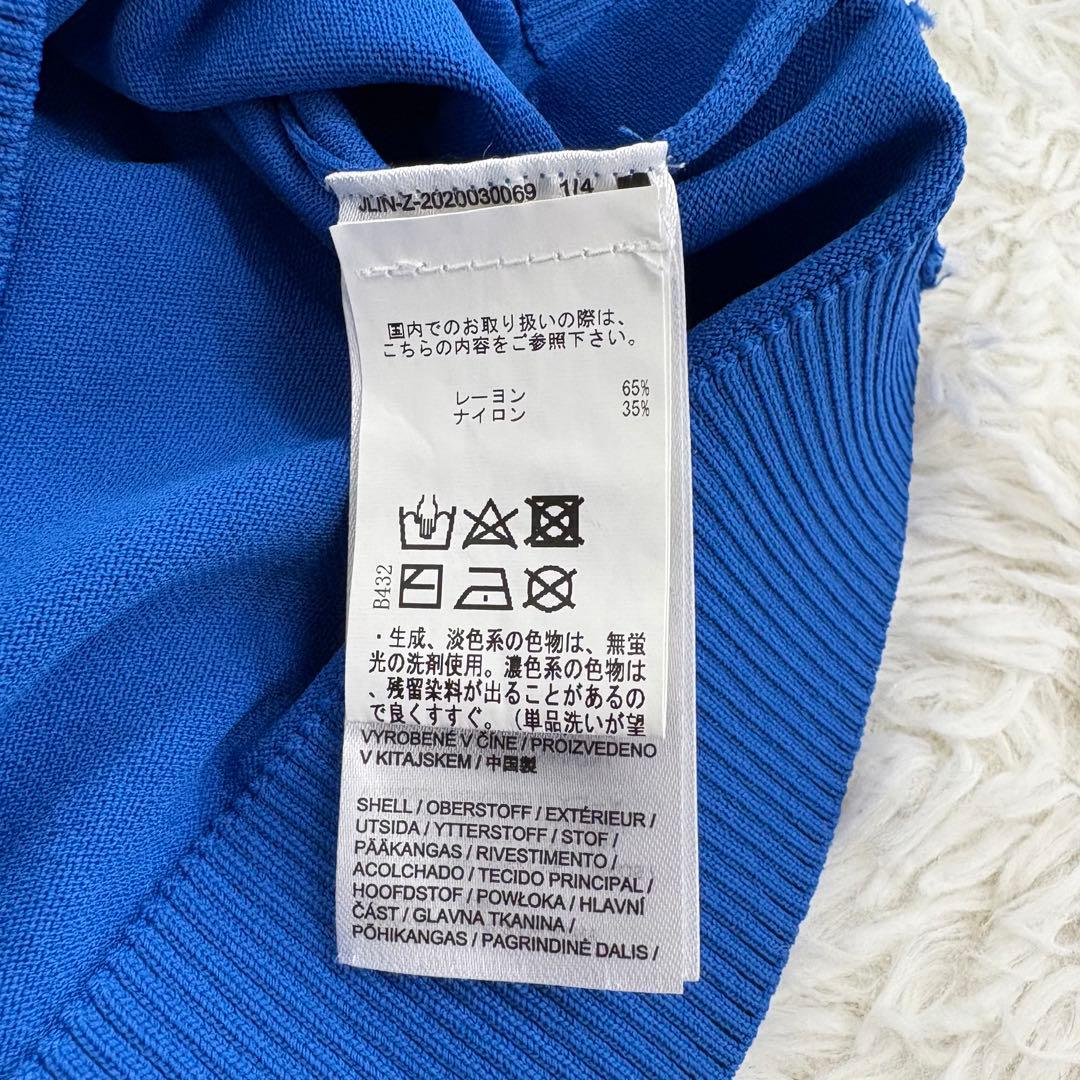 JLIN-Z-2020030069 1/4
国内でのお取り扱いの際は、
こちらの内容をご参照下さい。
レーヨン 65%
ナイロン 35%
B432
・生成、淡色系の色物は、無蛍
光の洗剤使用。濃色系の色物は
、残留染料が出ることがあるの
で良くすすぐ。(単品洗いが望
VYROBENÉ V ČÍNE / PROIZVEDENO
V KITAJSKEM / 中国製
SHELL / OBERSTOFF / EXTÉRIEUR /
UTSIDA / YTTERSTOFF / STOF /
PÄÄKANGAS / RIVESTIMENTO /
ACOLCHADO / TECIDO PRINCIPAL /
HOOFDSTOF / POWŁOKA / HLAVNÍ
ČÁST / GLAVNA TKANINA /
PÕHIKANGAS / PAGRINDINĖ DALIS /